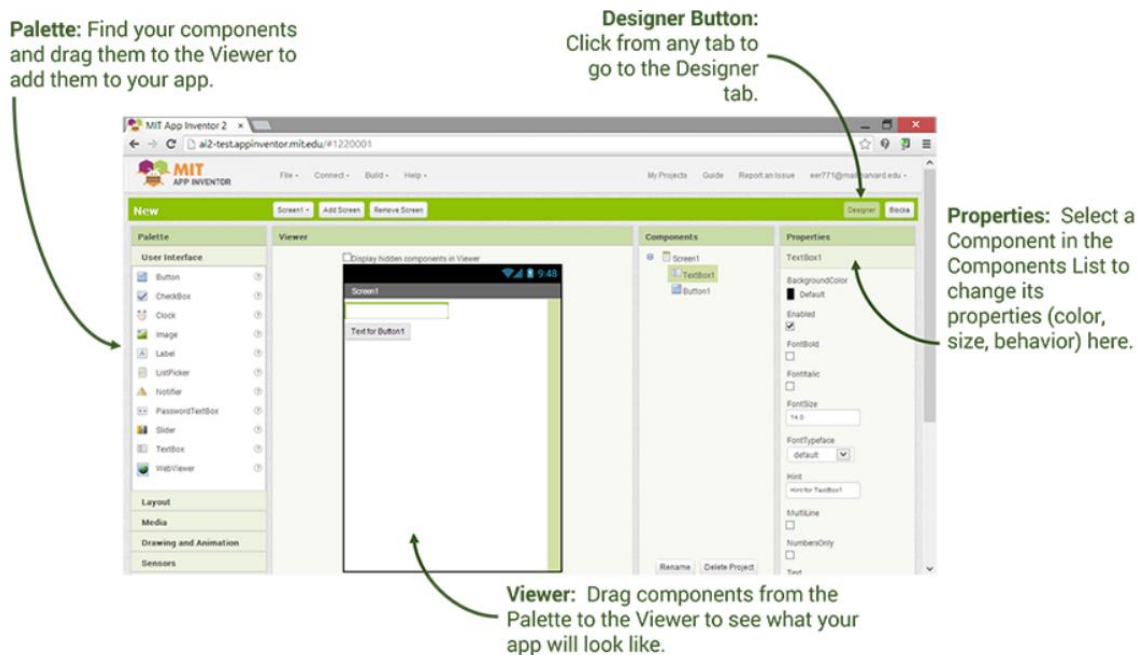 Palette: Find your components
and drag them to the Viewer to
add them to your app.
Designer Button:
Click from any tab to
go to the Designer
tab.
MIT App Inventor 2
ai2-test.appinventor.mit.edu/#1220001
MIT
APP INVENTOR
File Connect Build Help
My Projects Guide Report an Issue
New
Screen1 Add Screen Remove Screen
Designer Blocks
Palette
User Interface
Button
CheckBox
Clock
Image
Label
ListPicker
Notifier
PasswordTextBox
Slider
TextBox
WebViewer
Layout
Media
Drawing and Animation
Sensors
Viewer
Display hidden components in Viewer
9:48
Screen1
Text for Button1
Components
Screen1
TextBox1
Button1
Rename Delete Project
Properties
TextBox1
BackgroundColor
Default
Enabled
FontBold
FontItalic
FontSize
14.0
FontTypeface
default
Hint
Hint for TextBox1
MultiLine
NumbersOnly
Text
Properties: Select a
Component in the
Components List to
change its
properties (color,
size, behavior) here.
Viewer: Drag components from the
Palette to the Viewer to see what your
app will look like.